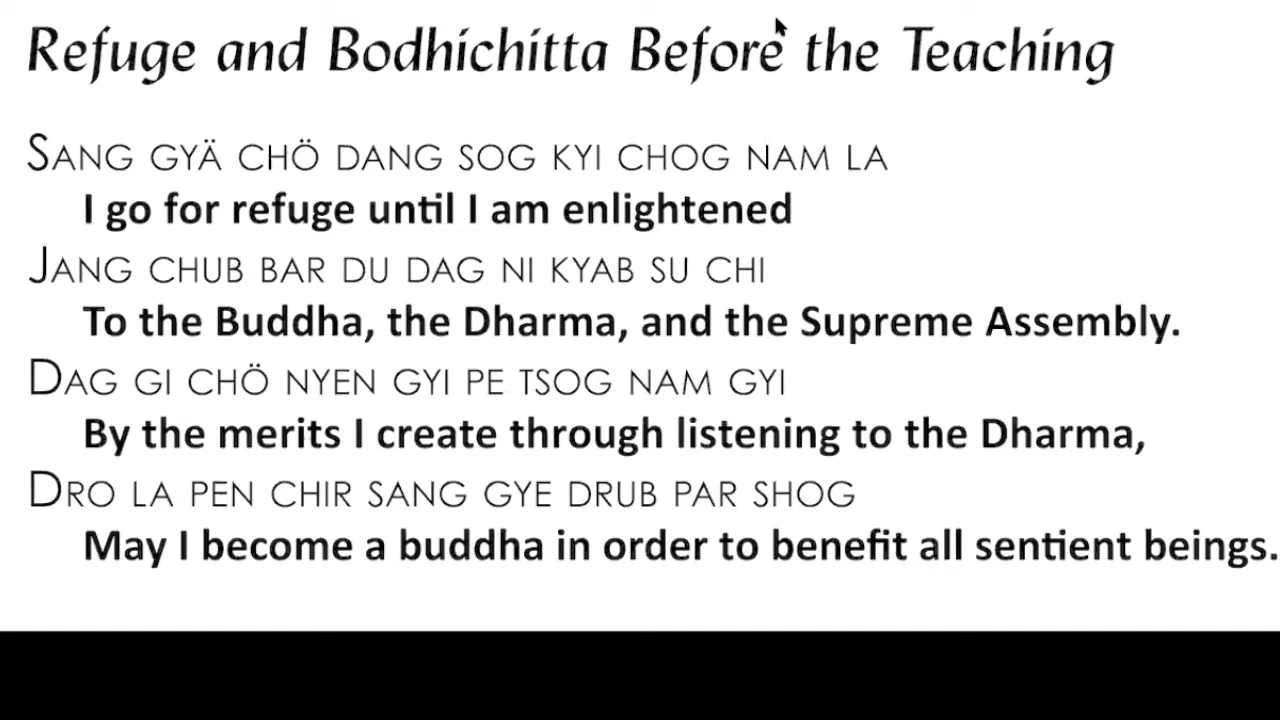 Refuge and Bodhichitta Before the Teaching
SANG GYÄ CHÖ DANG SOG KYI CHOG NAM LA
I go for refuge until I am enlightened
JANG CHUB BAR DU DAG NI KYAB SU CHI
To the Buddha, the Dharma, and the Supreme Assembly.
DAG GI CHÖ NYEN GYI PE TSOG NAM GYI
By the merits I create through listening to the Dharma,
DRO LA PEN CHIR SANG GYE DRUB PAR SHOG
May I become a buddha in order to benefit all sentient beings.